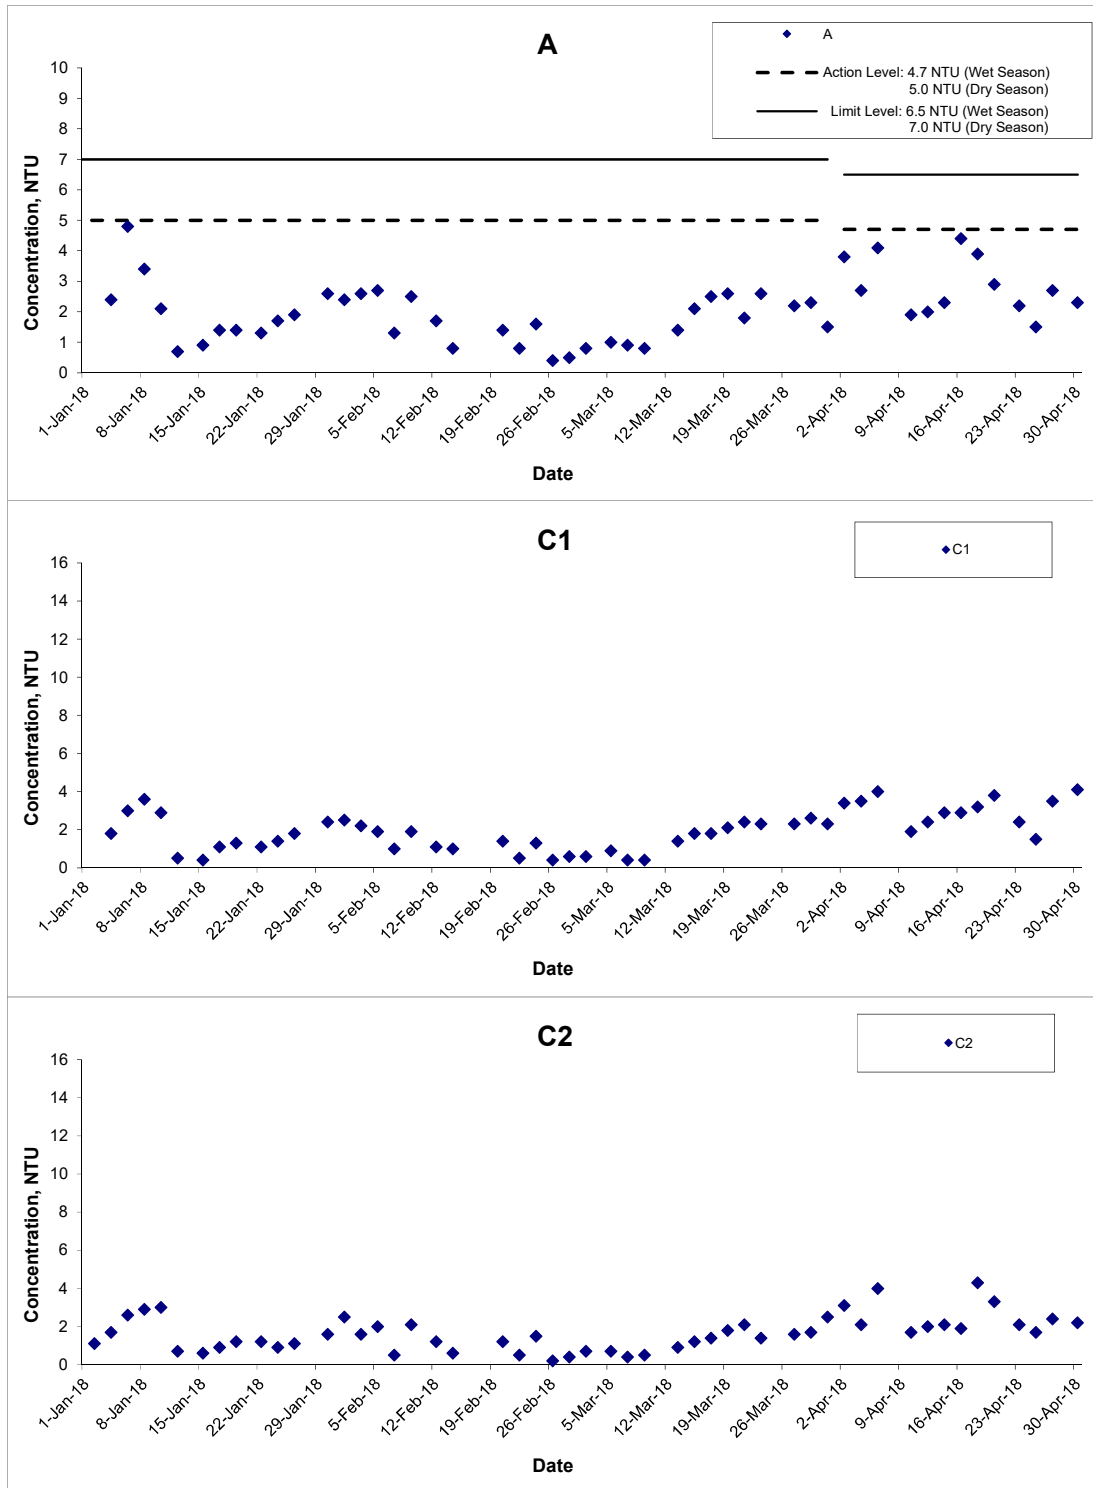 A
A
Action Level: 4.7 NTU (Wet Season)
5.0 NTU (Dry Season)
Limit Level: 6.5 NTU (Wet Season)
7.0 NTU (Dry Season)
Concentration, NTU
10
9
8
7
6
5
4
3
2
1
0
1-Jan-18
8-Jan-18
15-Jan-18
22-Jan-18
29-Jan-18
5-Feb-18
12-Feb-18
19-Feb-18
26-Feb-18
5-Mar-18
12-Mar-18
19-Mar-18
26-Mar-18
2-Apr-18
9-Apr-18
16-Apr-18
23-Apr-18
30-Apr-18
Date
C1
C1
Concentration, NTU
16
14
12
10
8
6
4
2
0
1-Jan-18
8-Jan-18
15-Jan-18
22-Jan-18
29-Jan-18
5-Feb-18
12-Feb-18
19-Feb-18
26-Feb-18
5-Mar-18
12-Mar-18
19-Mar-18
26-Mar-18
2-Apr-18
9-Apr-18
16-Apr-18
23-Apr-18
30-Apr-18
Date
C2
C2
Concentration, NTU
16
14
12
10
8
6
4
2
0
1-Jan-18
8-Jan-18
15-Jan-18
22-Jan-18
29-Jan-18
5-Feb-18
12-Feb-18
19-Feb-18
26-Feb-18
5-Mar-18
12-Mar-18
19-Mar-18
26-Mar-18
2-Apr-18
9-Apr-18
16-Apr-18
23-Apr-18
30-Apr-18
Date